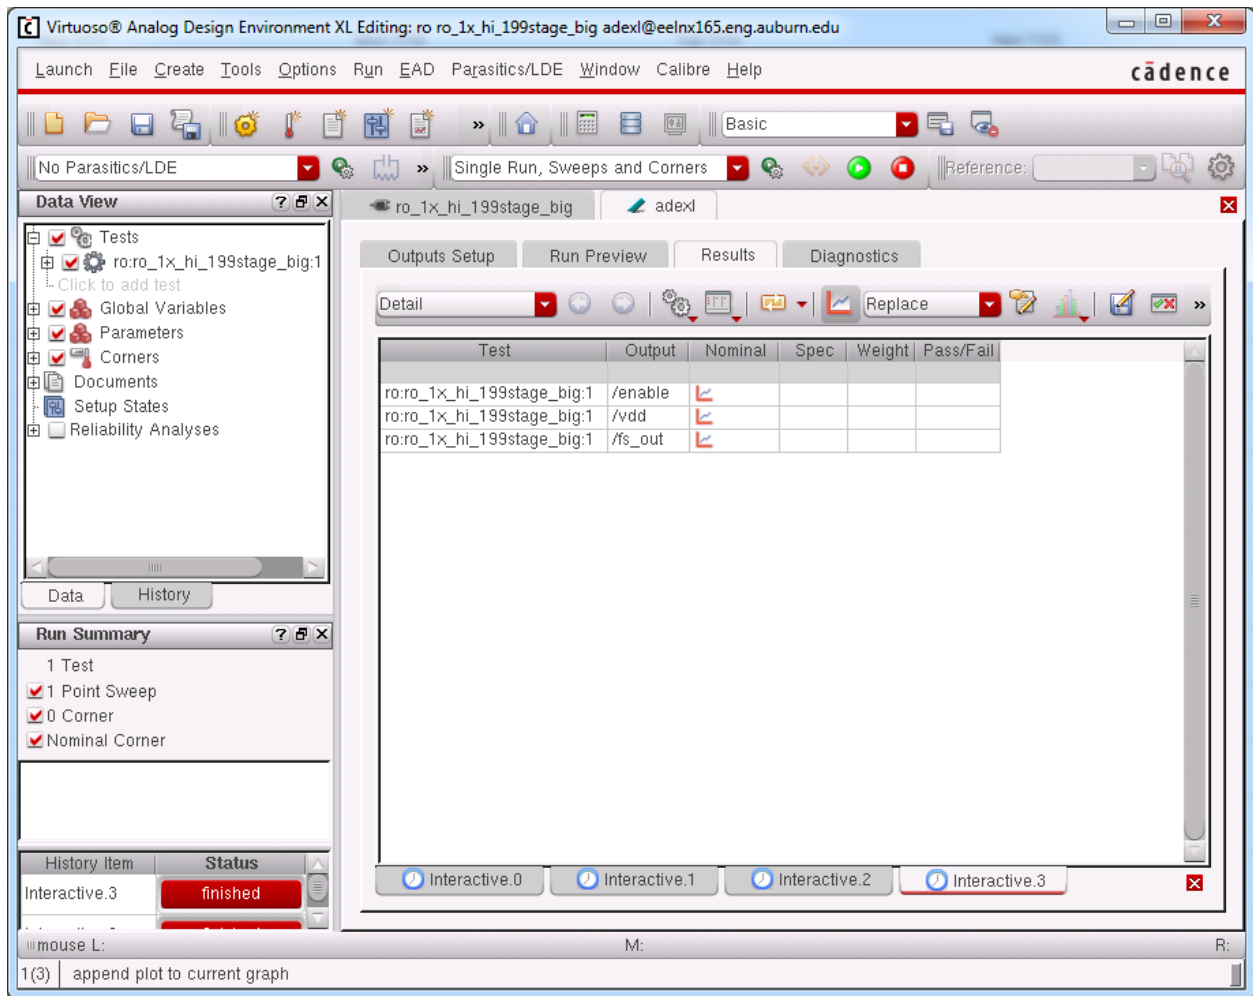 Virtuoso® Analog Design Environment XL Editing: ro ro_1x_hi_199stage_big adexl@eelnx165.eng.auburn.edu
Launch File Create Tools Options Run EAD Parasitics/LDE Window Calibre Help
cādence
» Basic
No Parasitics/LDE » Single Run, Sweeps and Corners Reference:
Data View
ro_1x_hi_199stage_big adexl
Tests
ro:ro_1x_hi_199stage_big:1
Click to add test
Global Variables
Parameters
Corners
Documents
Setup States
Reliability Analyses
Data History
Outputs Setup Run Preview Results Diagnostics
Detail Replace »
Test Output Nominal Spec Weight Pass/Fail
ro:ro_1x_hi_199stage_big:1 /enable
ro:ro_1x_hi_199stage_big:1 /vdd
ro:ro_1x_hi_199stage_big:1 /fs_out
Run Summary
1 Test
1 Point Sweep
0 Corner
Nominal Corner
History Item Status
Interactive.3 finished
Interactive.0 Interactive.1 Interactive.2 Interactive.3
mouse L: M: R:
1(3) append plot to current graph